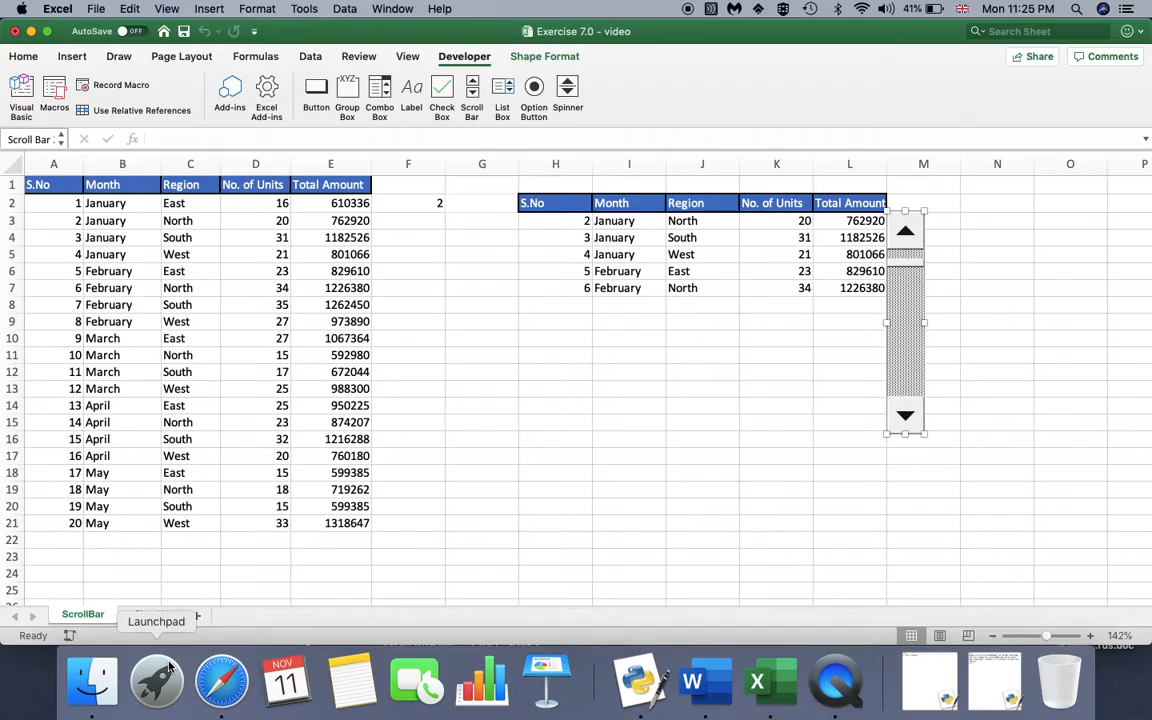 Excel File Edit View Insert Format Tools Data Window Help 41% Mon 11:25 PM
AutoSave OFF Exercise 7.0 - video Search Sheet
Home Insert Draw Page Layout Formulas Data Review View Developer Shape Format Share Comments
Visual Basic Macros Record Macro Use Relative References Add-ins Excel Add-ins Button Group Box Combo Box Label Check Box Scroll Bar List Box Option Button Spinner
XYZ Aa
Scroll Bar fx
A B C D E F G H I J K L M N O P
1 S.No Month Region No. of Units Total Amount
2 1 January East 16 610336 2 S.No Month Region No. of Units Total Amount
3 2 January North 20 762920 2 January North 20 762920
4 3 January South 31 1182526 3 January South 31 1182526
5 4 January West 21 801066 4 January West 21 801066
6 5 February East 23 829610 5 February East 23 829610
7 6 February North 34 1226380 6 February North 34 1226380
8 7 February South 35 1262450
9 8 February West 27 973890
10 9 March East 27 1067364
11 10 March North 15 592980
12 11 March South 17 672044
13 12 March West 25 988300
14 13 April East 25 950225
15 14 April North 23 874207
16 15 April South 32 1216288
17 16 April West 20 760180
18 17 May East 15 599385
19 18 May North 18 719262
20 19 May South 15 599385
21 20 May West 33 1318647
22
23
24
25
ScrollBar
Launchpad
Ready 142%
rus.doc
NOV
11
W X